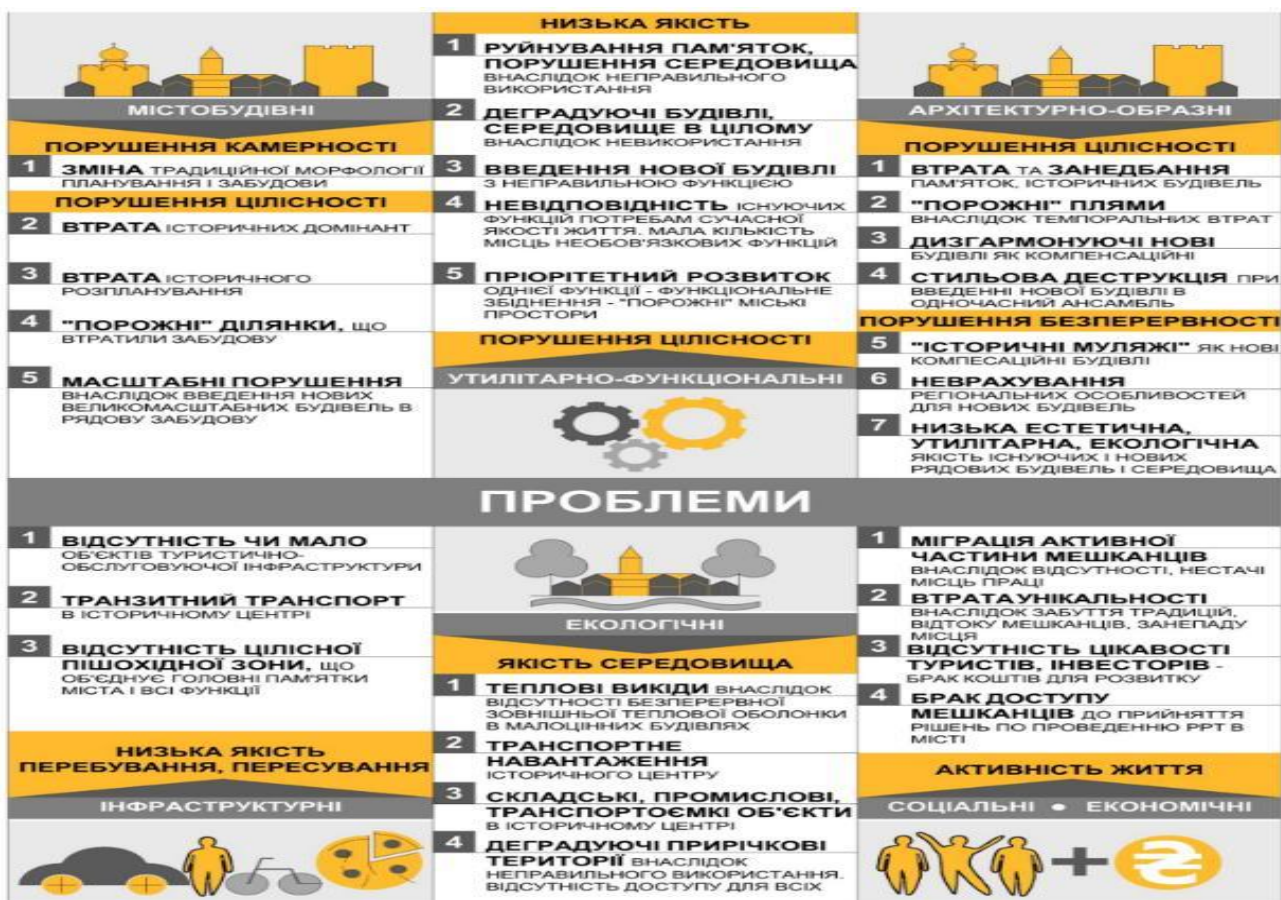 МІСТОБУДІВНІ
ПОРУШЕННЯ КАМЕРНОСТІ
1 ЗМІНА ТРАДИЦІЙНОЇ МОРФОЛОГІЇ
ПЛАНУВАННЯ І ЗАБУДОВИ
ПОРУШЕННЯ ЦІЛІСНОСТІ
2 ВТРАТА ІСТОРИЧНИХ ДОМІНАНТ
3 ВТРАТА ІСТОРИЧНОГО
РОЗПЛАНУВАННЯ
4 "ПОРОЖНІ" ДІЛЯНКИ, ЩО
ВТРАТИЛИ ЗАБУДОВУ
5 МАСШТАБНІ ПОРУШЕННЯ
ВНАСЛІДОК ВВЕДЕННЯ НОВИХ
ВЕЛИКОМАСШТАБНИХ БУДІВЕЛЬ В
РЯДОВУ ЗАБУДОВУ
НИЗЬКА ЯКІСТЬ
1 РУЙНУВАННЯ ПАМ'ЯТОК,
ПОРУШЕННЯ СЕРЕДОВИЩА
ВНАСЛІДОК НЕПРАВИЛЬНОГО
ВИКОРИСТАННЯ
2 ДЕГРАДУЮЧІ БУДІВЛІ,
СЕРЕДОВИЩЕ В ЦІЛОМУ
ВНАСЛІДОК НЕВИКОРИСТАННЯ
3 ВВЕДЕННЯ НОВОЇ БУДІВЛІ
З НЕПРАВИЛЬНОЮ ФУНКЦІЄЮ
4 НЕВІДПОВІДНІСТЬ ІСНУЮЧИХ
ФУНКЦІЙ ПОТРЕБАМ СУЧАСНОЇ
ЯКОСТІ ЖИТТЯ. МАЛА КІЛЬКІСТЬ
МІСЦЬ НЕОБОВ'ЯЗКОВИХ ФУНКЦІЙ
5 ПРІОРІТЕТНИЙ РОЗВИТОК
ОДНІЄЇ ФУНКЦІЇ - ФУНКЦІОНАЛЬНЕ
ЗБІДНЕННЯ - "ПОРОЖНІ" МІСЬКІ
ПРОСТОРИ
ПОРУШЕННЯ ЦІЛІСНОСТІ
УТИЛІТАРНО-ФУНКЦІОНАЛЬНІ
АРХІТЕКТУРНО-ОБРАЗНІ
ПОРУШЕННЯ ЦІЛІСНОСТІ
1 ВТРАТА ТА ЗАНЕДБАННЯ
ПАМ'ЯТОК, ІСТОРИЧНИХ БУДІВЕЛЬ
2 "ПОРОЖНІ" ПЛЯМИ
ВНАСЛІДОК ТЕМПОРАЛЬНИХ ВТРАТ
3 ДИЗГАРМОНУЮЧІ НОВІ
БУДІВЛІ ЯК КОМПЕНСАЦІЙНІ
4 СТИЛЬОВА ДЕСТРУКЦІЯ ПРИ
ВВЕДЕННІ НОВОЇ БУДІВЛІ В
ОДНОЧАСНИЙ АНСАМБЛЬ
ПОРУШЕННЯ БЕЗПЕРЕРВНОСТІ
5 "ІСТОРИЧНІ МУЛЯЖІ" ЯК НОВІ
КОМПЕСАЦІЙНІ БУДІВЛІ
6 НЕВРАХУВАННЯ
РЕГІОНАЛЬНИХ ОСОБЛИВОСТЕЙ
ДЛЯ НОВИХ БУДІВЕЛЬ
7 НИЗЬКА ЕСТЕТИЧНА,
УТИЛІТАРНА, ЕКОЛОГІЧНА
ЯКІСТЬ ІСНУЮЧИХ І НОВИХ
РЯДОВИХ БУДІВЕЛЬ І СЕРЕДОВИЩА
ПРОБЛЕМИ
1 ВІДСУТНІСТЬ ЧИ МАЛО
ОБ'ЄКТІВ ТУРИСТИЧНО-
ОБСЛУГОВУЮЧОЇ ІНФРАСТРУКТУРИ
2 ТРАНЗИТНИЙ ТРАНСПОРТ
В ІСТОРИЧНОМУ ЦЕНТРІ
3 ВІДСУТНІСТЬ ЦІЛІСНОЇ
ПІШОХІДНОЇ ЗОНИ, ЩО
ОБ'ЄДНУЄ ГОЛОВНІ ПАМ'ЯТКИ
МІСТА І ВСІ ФУНКЦІЇ
НИЗЬКА ЯКІСТЬ
ПЕРЕБУВАННЯ, ПЕРЕСУВАННЯ
ІНФРАСТРУКТУРНІ
ЕКОЛОГІЧНІ
ЯКІСТЬ СЕРЕДОВИЩА
1 ТЕПЛОВІ ВИКІДИ ВНАСЛІДОК
ВІДСУТНОСТІ БЕЗПЕРЕРВНОЇ
ЗОВНІШНЬОЇ ТЕПЛОВОЇ ОБОЛОНКИ
В МАЛОЦІННИХ БУДІВЛЯХ
2 ТРАНСПОРТНЕ
НАВАНТАЖЕННЯ
ІСТОРИЧНОГО ЦЕНТРУ
3 СКЛАДСЬКІ, ПРОМИСЛОВІ,
ТРАНСПОРТОЄМКІ ОБ'ЄКТИ
В ІСТОРИЧНОМУ ЦЕНТРІ
4 ДЕГРАДУЮЧІ ПРИРІЧКОВІ
ТЕРИТОРІЇ ВНАСЛІДОК
НЕПРАВИЛЬНОГО ВИКОРИСТАННЯ.
ВІДСУТНІСТЬ ДОСТУПУ ДЛЯ ВСІХ
1 МІГРАЦІЯ АКТИВНОЇ
ЧАСТИНИ МЕШКАНЦІВ
ВНАСЛІДОК ВІДСУТНОСТІ, НЕСТАЧІ
МІСЦЬ ПРАЦІ
2 ВТРАТА УНІКАЛЬНОСТІ
ВНАСЛІДОК ЗАБУТТЯ ТРАДИЦІЙ,
ВІДТОКУ МЕШКАНЦІВ, ЗАНЕПАДУ
МІСЦЯ
3 ВІДСУТНІСТЬ ЦІКАВОСТІ
ТУРИСТІВ, ІНВЕСТОРІВ -
БРАК КОШТІВ ДЛЯ РОЗВИТКУ
4 БРАК ДОСТУПУ
МЕШКАНЦІВ ДО ПРИЙНЯТТЯ
РІШЕНЬ ПО ПРОВЕДЕННЮ РРТ В
МІСТІ
АКТИВНІСТЬ ЖИТТЯ
СОЦІАЛЬНІ • ЕКОНОМІЧНІ
+ ₴